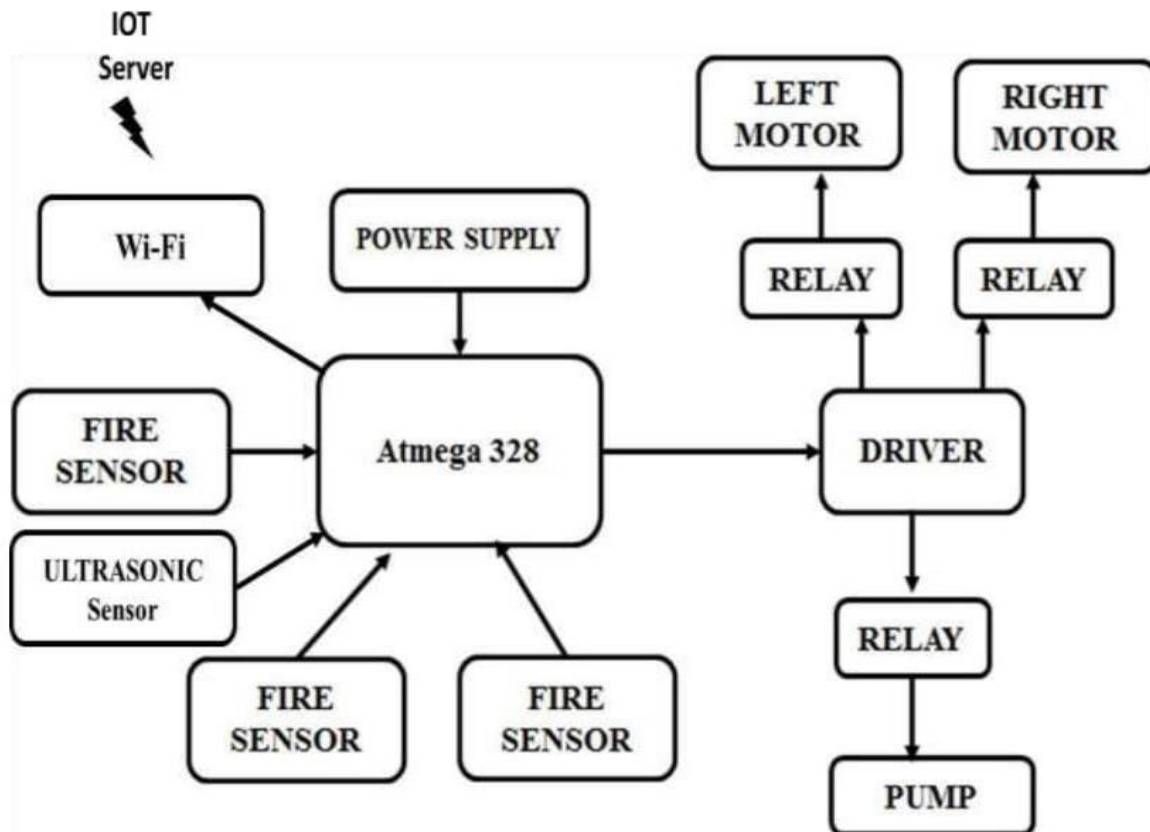 IOT
Server
LEFT
MOTOR
RIGHT
MOTOR
Wi-Fi
POWER SUPPLY
RELAY
RELAY
FIRE
SENSOR
Atmega 328
DRIVER
ULTRASONIC
Sensor
RELAY
FIRE
SENSOR
FIRE
SENSOR
PUMP